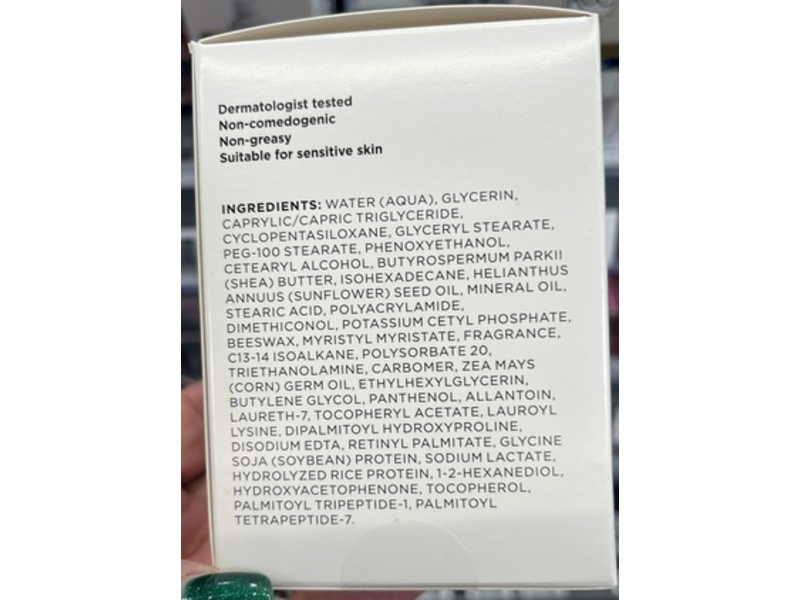 Dermatologist tested
Non-comedogenic
Non-greasy
Suitable for sensitive skin
INGREDIENTS: WATER (AQUA), GLYCERIN,
CAPRYLIC/CAPRIC TRIGLYCERIDE,
CYCLOPENTASILOXANE, GLYCERYL STEARATE,
PEG-100 STEARATE, PHENOXYETHANOL,
CETEARYL ALCOHOL, BUTYROSPERMUM PARKII
(SHEA) BUTTER, ISOHEXADECANE, HELIANTHUS
ANNUUS (SUNFLOWER) SEED OIL, MINERAL OIL,
STEARIC ACID, POLYACRYLAMIDE,
DIMETHICONOL, POTASSIUM CETYL PHOSPHATE,
BEESWAX, MYRISTYL MYRISTATE, FRAGRANCE,
C13-14 ISOALKANE, POLYSORBATE 20,
TRIETHANOLAMINE, CARBOMER, ZEA MAYS
(CORN) GERM OIL, ETHYLHEXYLGLYCERIN,
BUTYLENE GLYCOL, PANTHENOL, ALLANTOIN,
LAURETH-7, TOCOPHERYL ACETATE, LAUROYL
LYSINE, DIPALMITOYL HYDROXYPROLINE,
DISODIUM EDTA, RETINYL PALMITATE, GLYCINE
SOJA (SOYBEAN) PROTEIN, SODIUM LACTATE,
HYDROLYZED RICE PROTEIN, 1-2-HEXANEDIOL,
HYDROXYACETOPHENONE, TOCOPHEROL,
PALMITOYL TRIPEPTIDE-1, PALMITOYL
TETRAPEPTIDE-7.